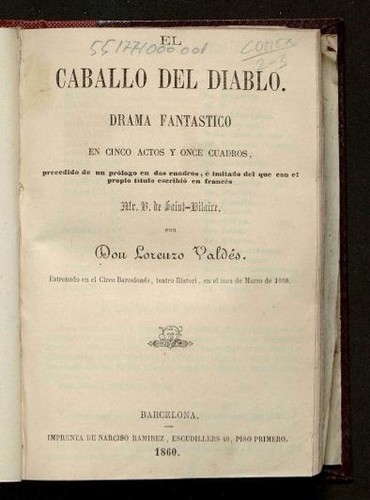 EL
551771000001
CABALLO DEL DIABLO.
DRAMA FANTASTICO
EN CINCO ACTOS Y ONCE CUADROS,
precedido de un prólogo en dos cuadros, é imitado del que con el
propio título escribió en francés
Mr. B. de Saint-Hilaire,
POR
Don Lorenzo Valdés.
Estrenado en el Circo Barcelonés, teatro Ristori, en el mes de Marzo de 1860.
BARCELONA.
IMPRENTA DE NARCISO RAMIREZ, ESCUDILLERS 40, PISO PRIMERO.
1860.